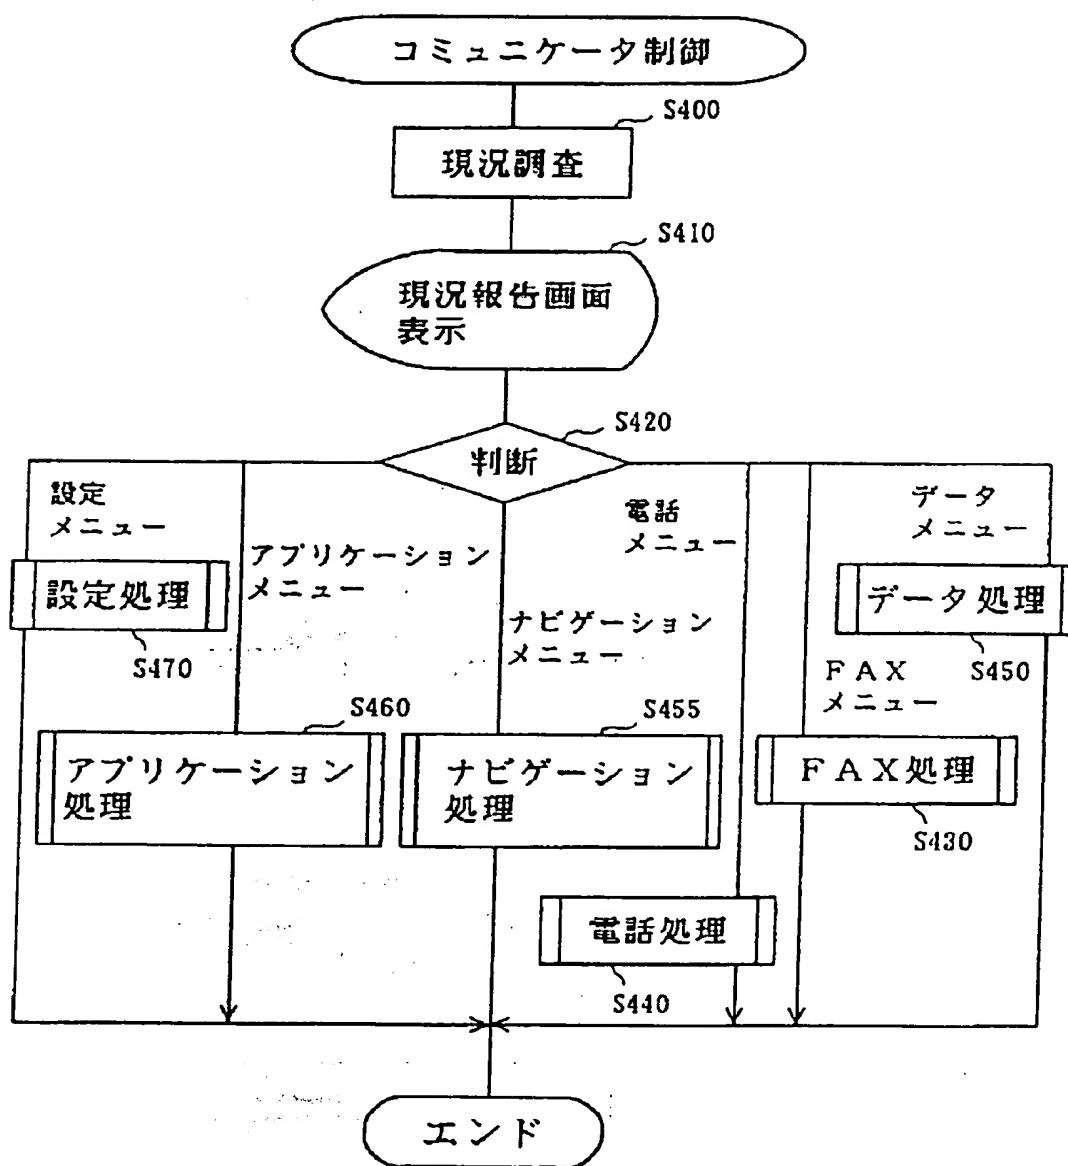 コミュニケータ制御
S400
現況調査
S410
現況報告画面
表示
S420
判断
設定
メニュー
アプリケーション
メニュー
ナビゲーション
メニュー
電話
メニュー
データ
メニュー
設定処理
S470
データ処理
S450
FAX
メニュー
S460
アプリケーション
処理
S455
ナビゲーション
処理
FAX処理
S430
電話処理
S440
エンド